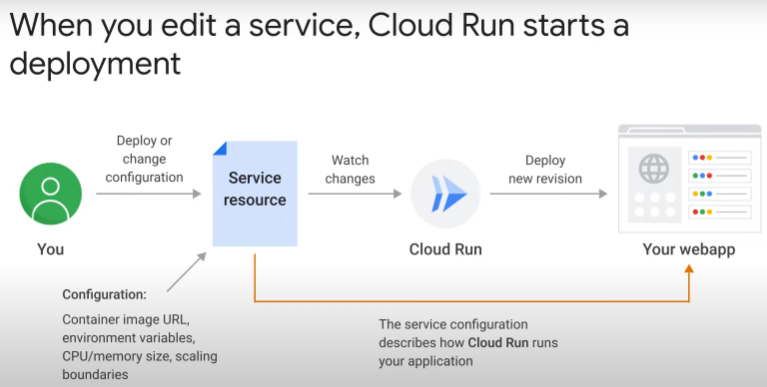 When you edit a service, Cloud Run starts a
deployment
Deploy or
change
configuration
Service
resource
Watch
changes
Deploy
new revision
You
Cloud Run
Your webapp
Configuration:
Container image URL,
environment variables,
CPU/memory size, scaling
boundaries
The service configuration
describes how Cloud Run runs
your application